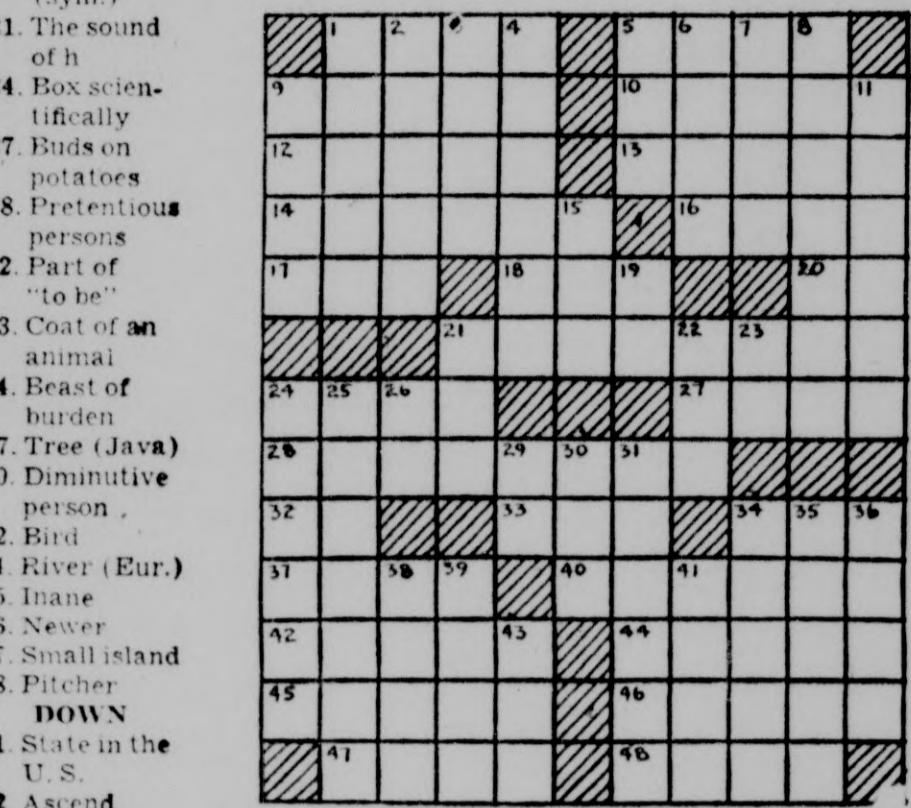 (sym.)
1. The sound
of h
4. Box scien-
tifically
7. Buds on
potatoes
8. Pretentious
persons
2. Part of
"to be"
3. Coat of an
animal
4. Beast of
burden
7. Tree (Java)
0. Diminutive
person
2. Bird
4. River (Eur.)
5. Inane
6. Newer
7. Small island
8. Pitcher
DOWN
1. State in the
U. S.
2. Ascend
1 2 4 5 6 7 8
9 10 11
12 13
14 15 16
17 18 19 20
21 22 23
24 25 26 27
28 29 30 31
32 33 34 35 36
37 38 39 40 41
42 43 44
45 46
47 48